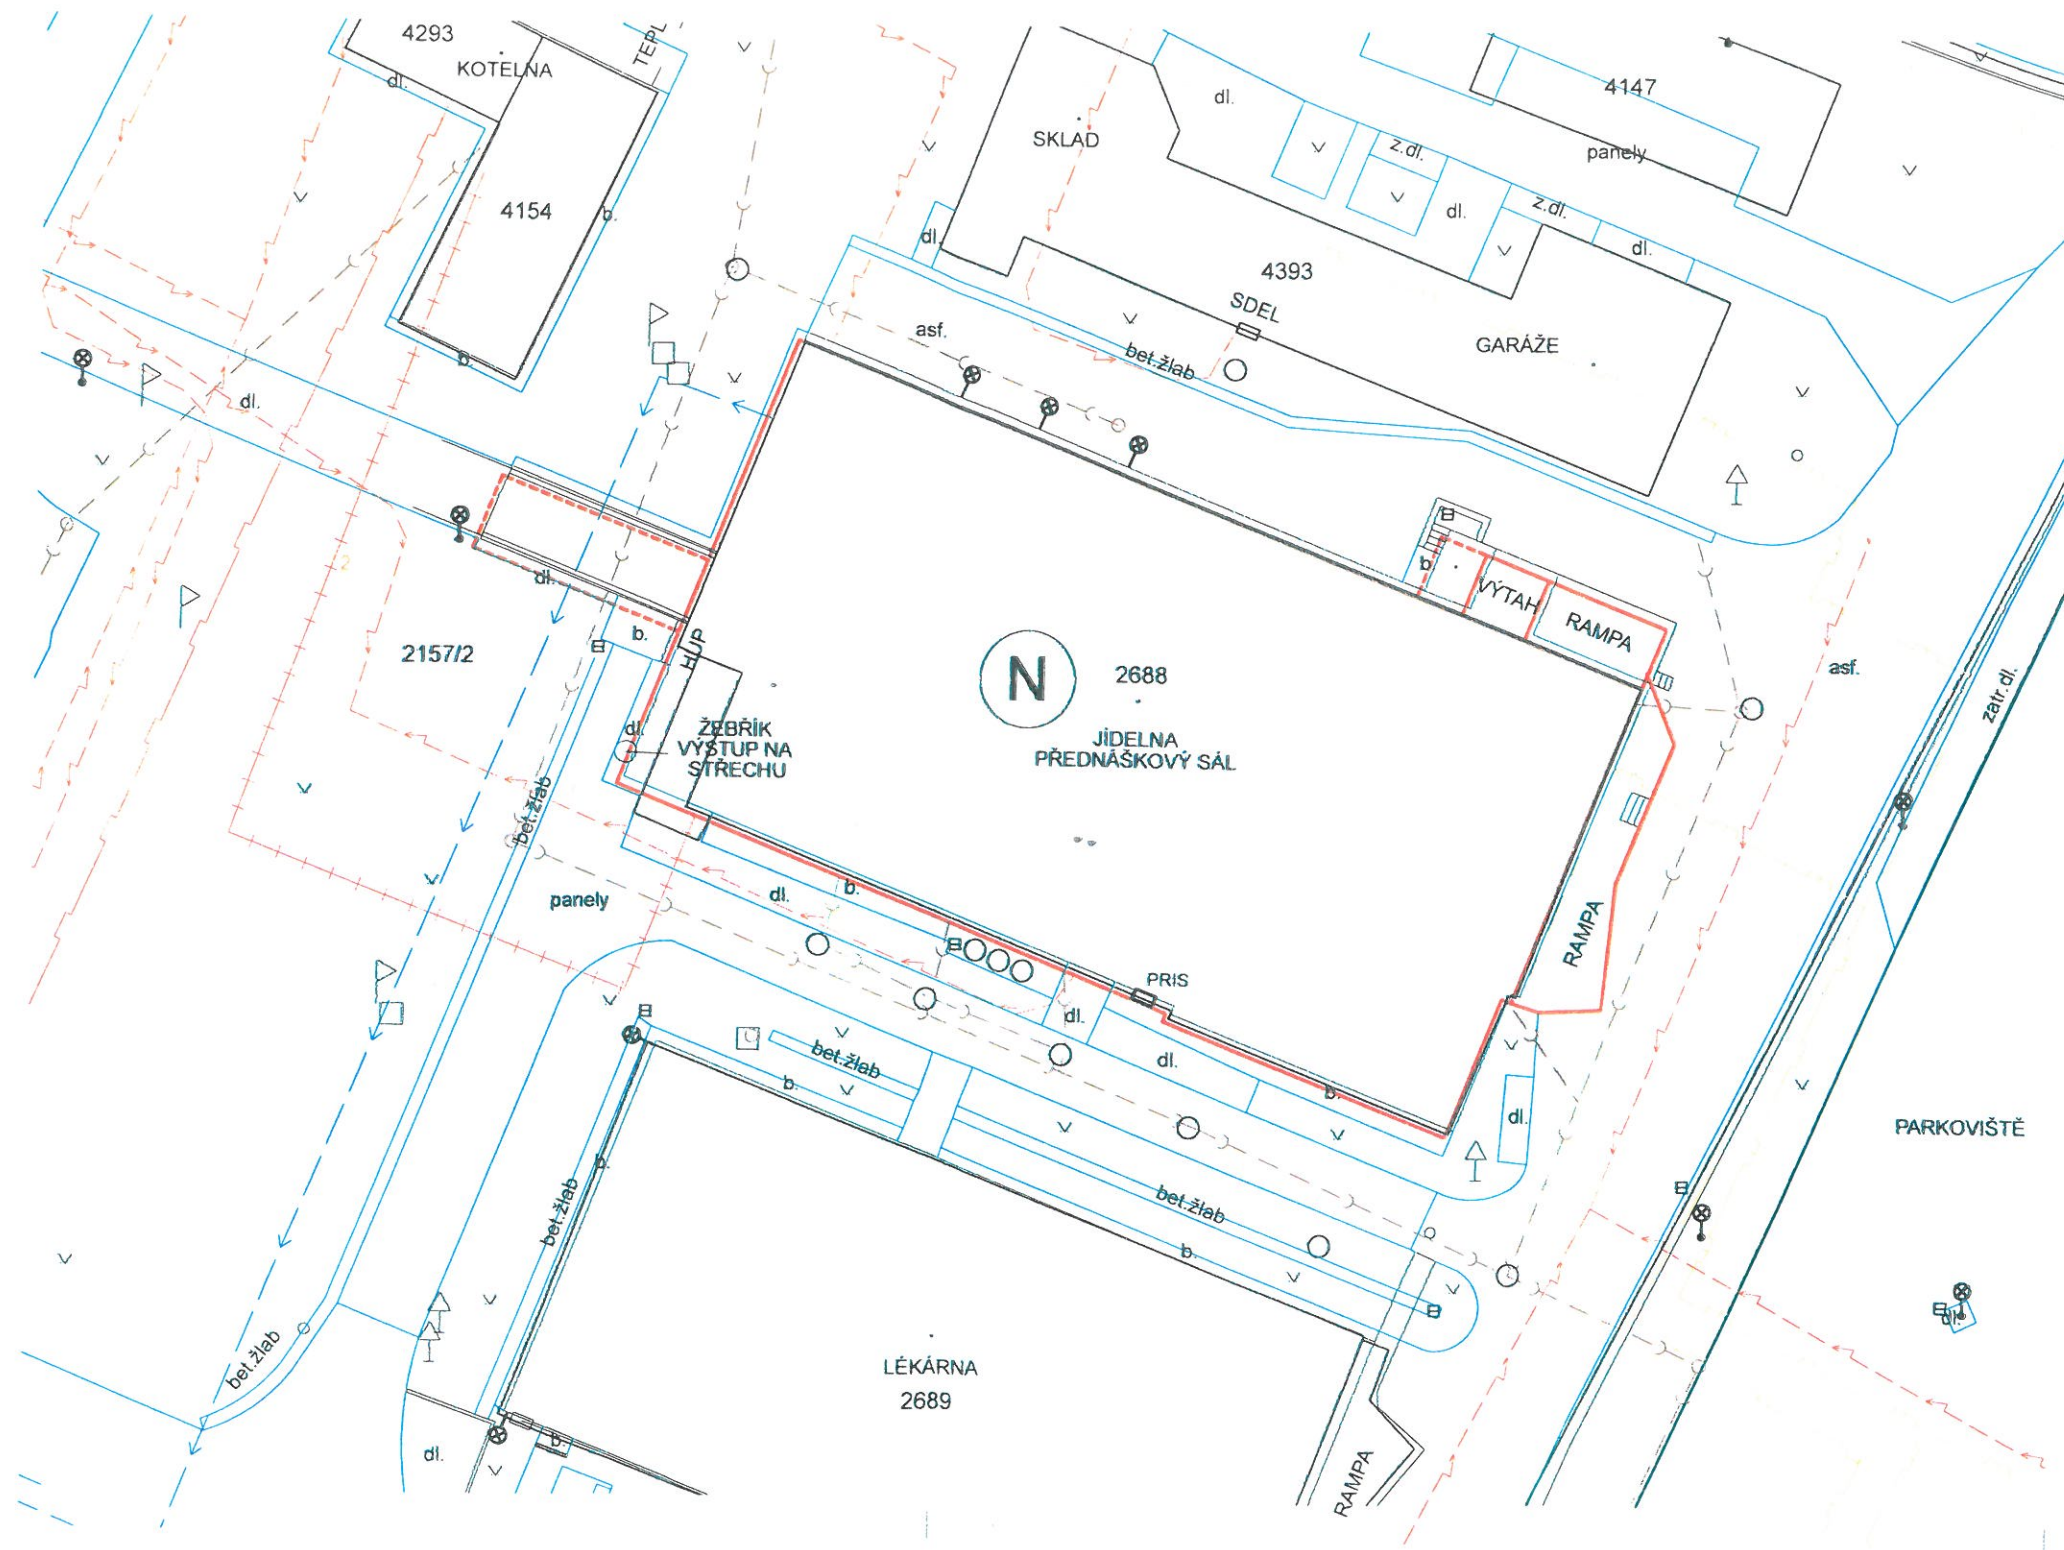 4293
KOTELNA
TEPL
dl.
4154
b.
b.
dl.
SKLAD
dl.
4147
z.dl.
panely
dl.
z.dl.
dl.
dl.
4393
SDEL
asf.
bet.žlab
GARÁŽE
dl.
b.
VÝTAH
RAMPA
2157/2
b.
HUP
N
2688
asf.
zatr.dl.
dl.
ŽEBŘÍK
VÝSTUP NA
STŘECHU
JÍDELNA
PŘEDNÁŠKOVÝ SÁL
bet.žlab
panely
dl.
b.
RAMPA
PRIS
dl.
dl.
b.
bet.žlab
b.
dl.
PARKOVIŠTĚ
b.
bet.žlab
bet.žlab
b.
bet.žlab
dl.
LÉKÁRNA
2689
dl.
b.
RAMPA